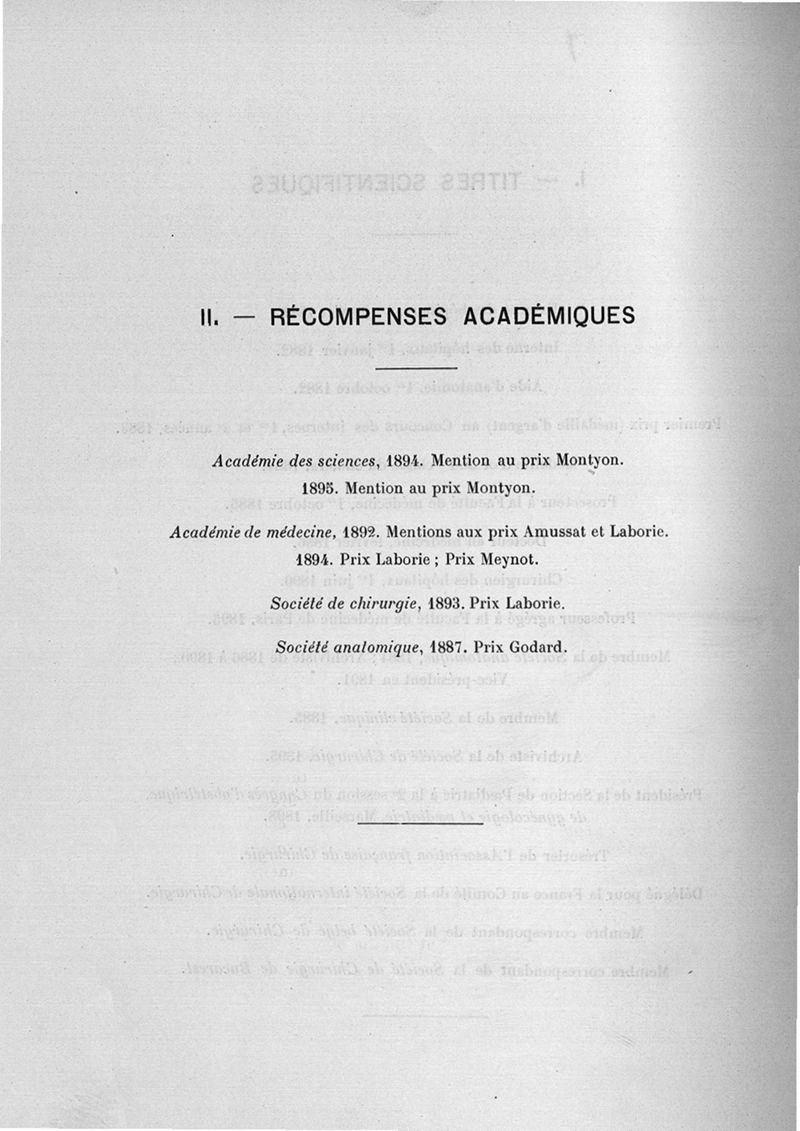 II. — RÉCOMPENSES ACADÉMIQUES
Académie des sciences, 1894. Mention au prix Montyon.
1895. Mention au prix Montyon.
Académie de médecine, 1892. Mentions aux prix Amussat et Laborie.
1894. Prix Laborie ; Prix Meynot.
Société de chirurgie, 1893. Prix Laborie.
Société anatomique, 1887. Prix Godard.